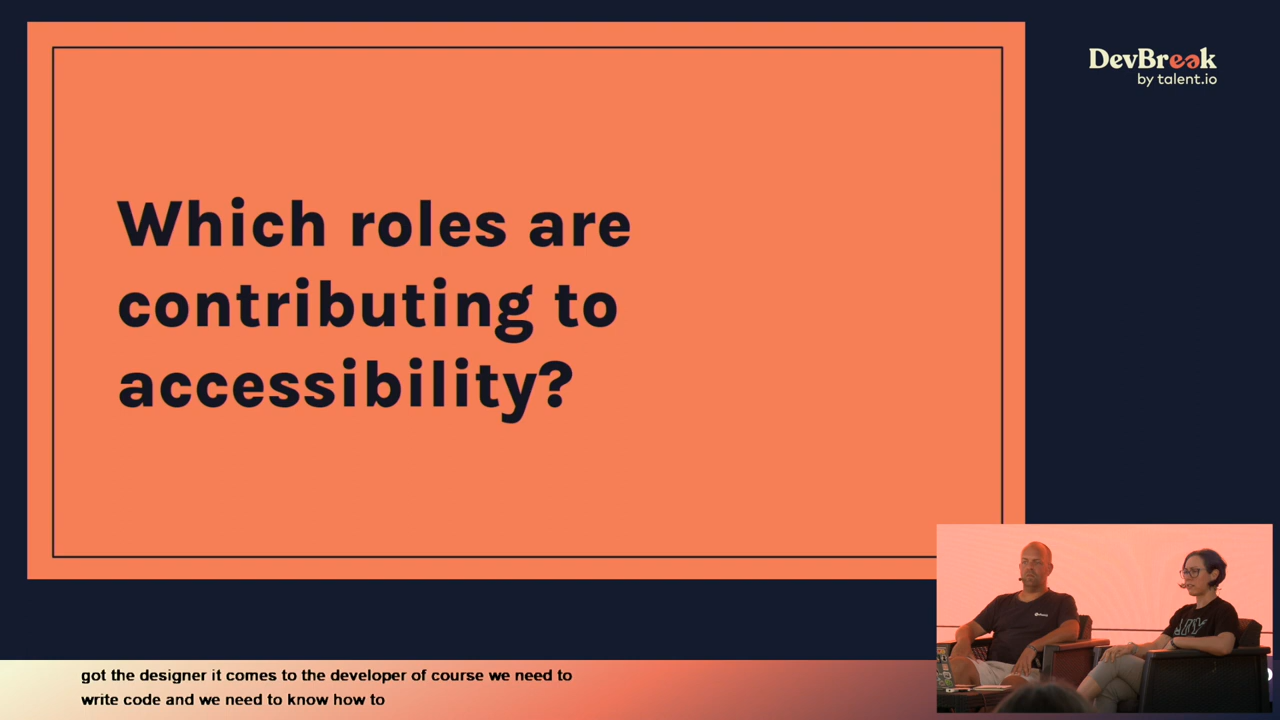 DevBreak
by talent.io
Which roles are
contributing to
accessibility?
got the designer it comes to the developer of course we need to
write code and we need to know how to